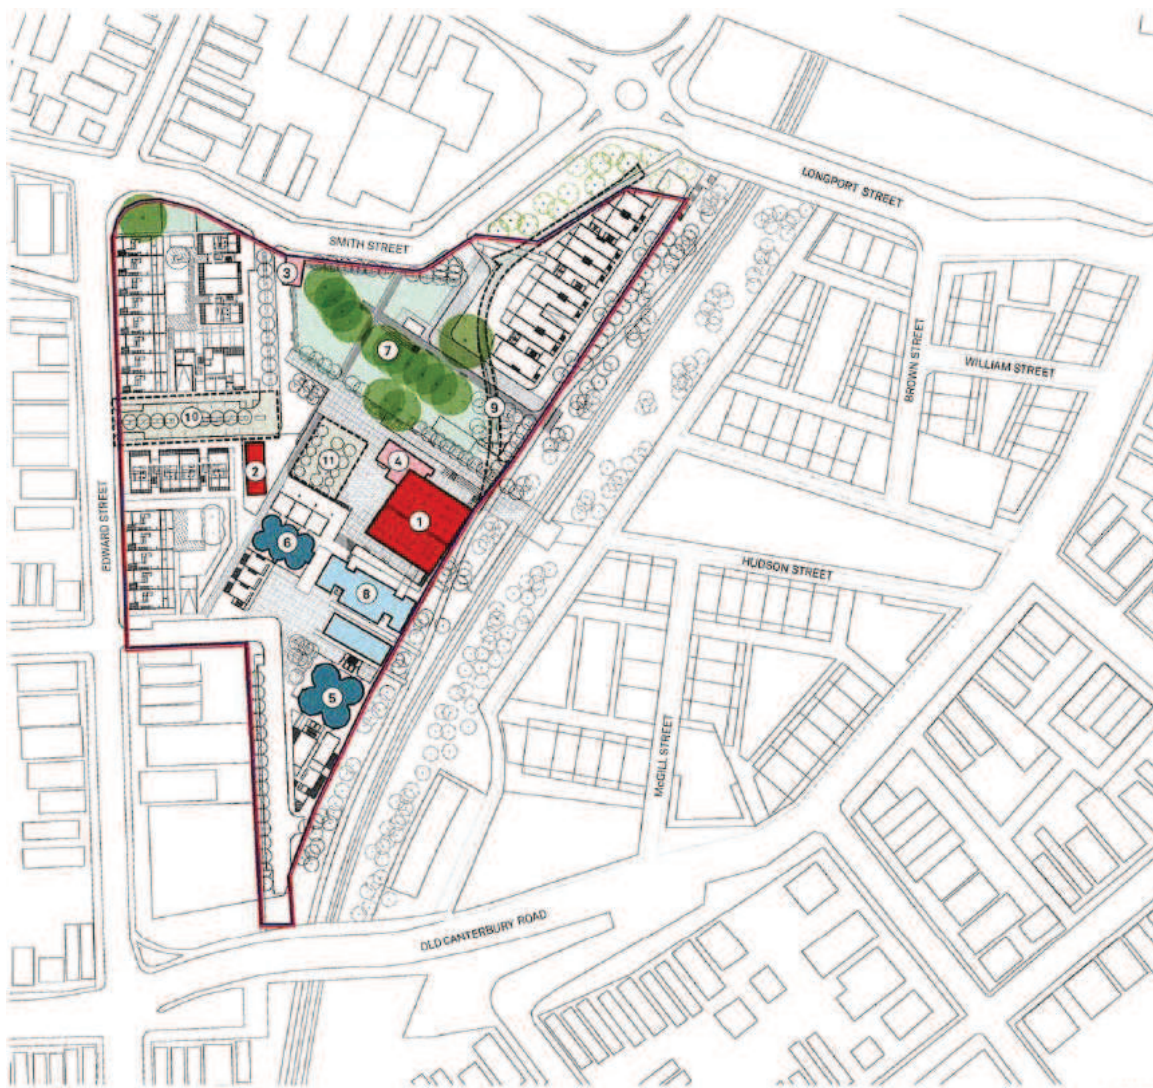 LONGPORT STREET
SMITH STREET
3
7
BROWN STREET
WILLIAM STREET
9
10
11
4
2
1
EDWARD STREET
6
HUDSON STREET
8
5
McGILL STREET
OLD CANTERBURY ROAD